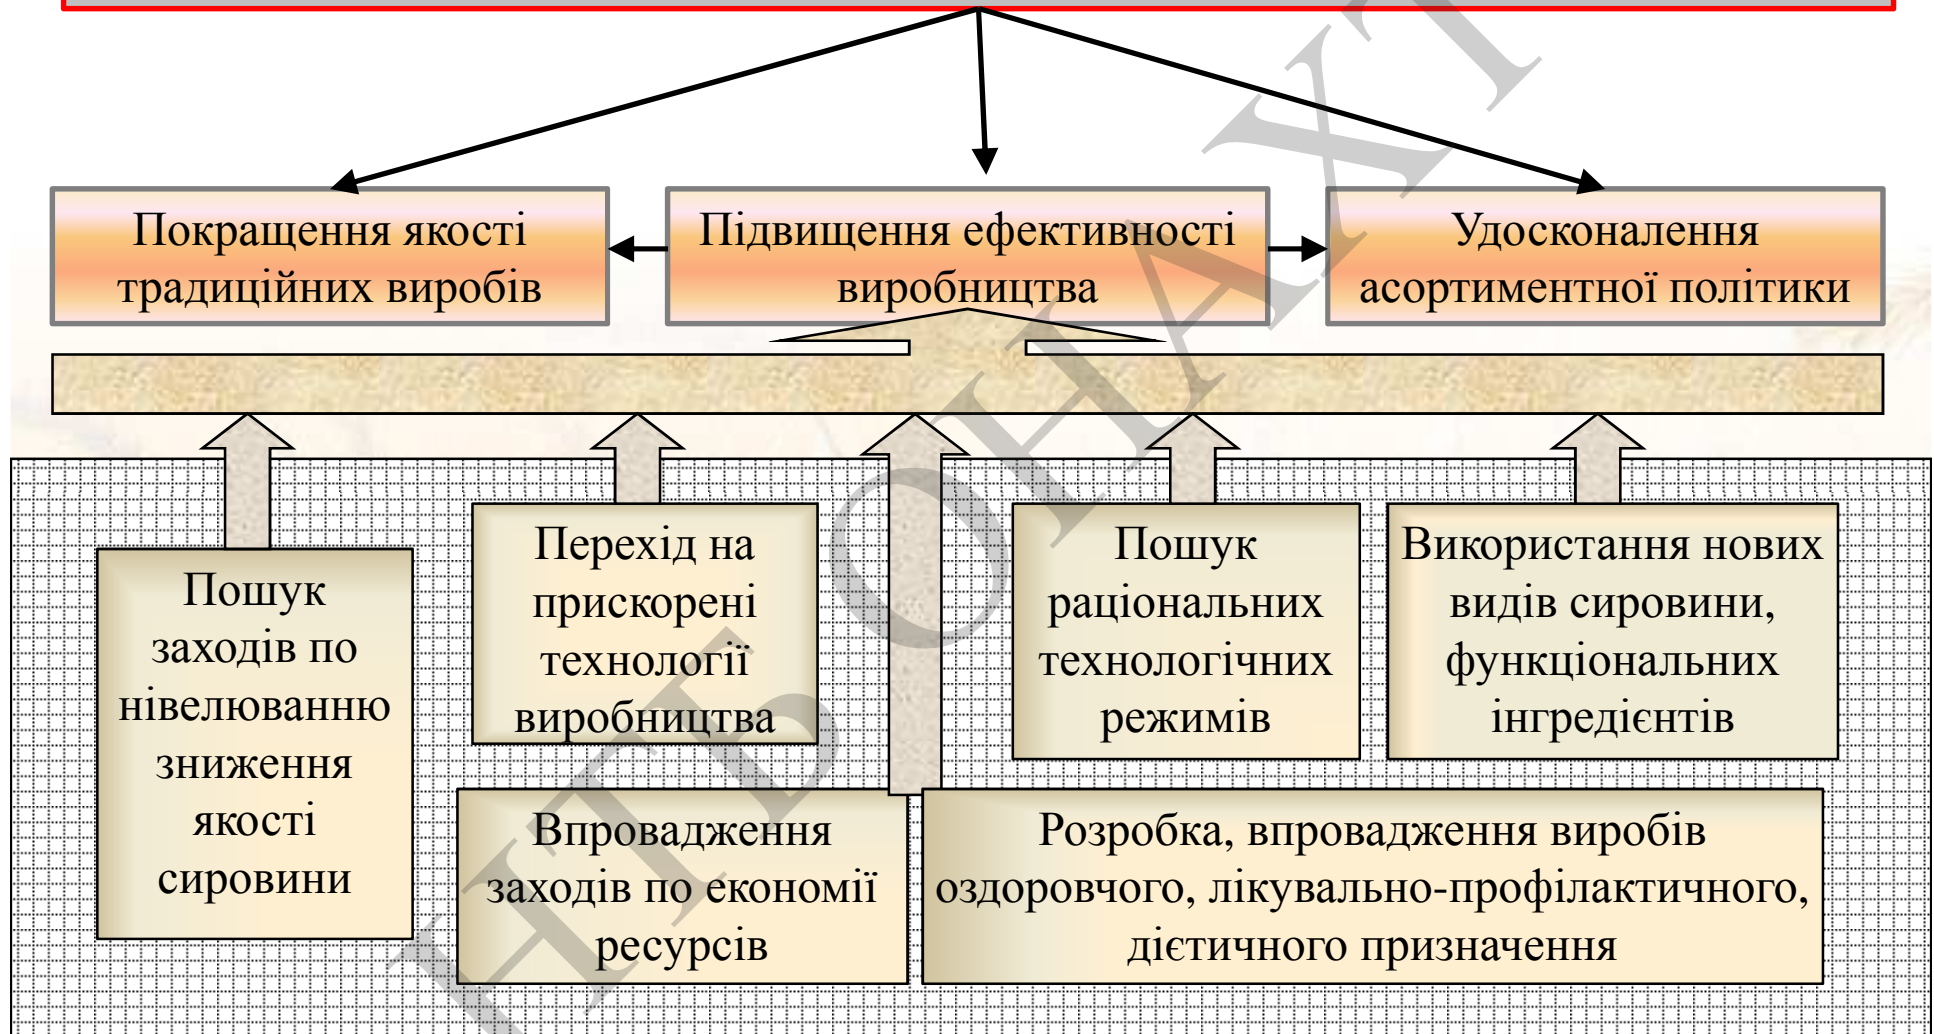 Покращення якості
традиційних виробів
Підвищення ефективності
виробництва
Удосконалення
асортиментної політики
Пошук
заходів по
нівелюванню
зниження
якості
сировини
Перехід на
прискорені
технології
виробництва
Пошук
раціональних
технологічних
режимів
Використання нових
видів сировини,
функціональних
інгредієнтів
Впровадження
заходів по економії
ресурсів
Розробка, впровадження виробів
оздоровчого, лікувально-профілактичного,
дієтичного призначення
НТБ ОНАХТ